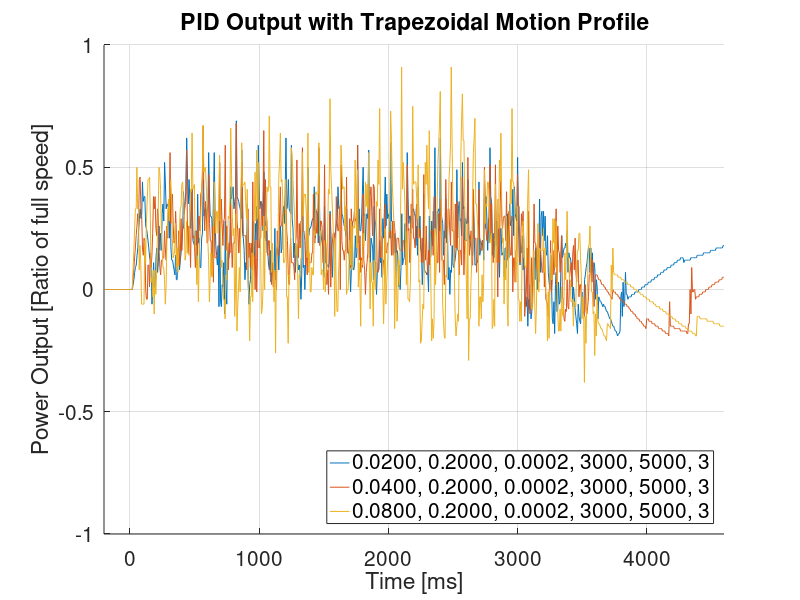 PID Output with Trapezoidal Motion Profile
1
0.5
0
-0.5
-1
Power Output [Ratio of full speed]
0.0200, 0.2000, 0.0002, 3000, 5000, 3
0.0400, 0.2000, 0.0002, 3000, 5000, 3
0.0800, 0.2000, 0.0002, 3000, 5000, 3
0 1000 2000 3000 4000
Time [ms]